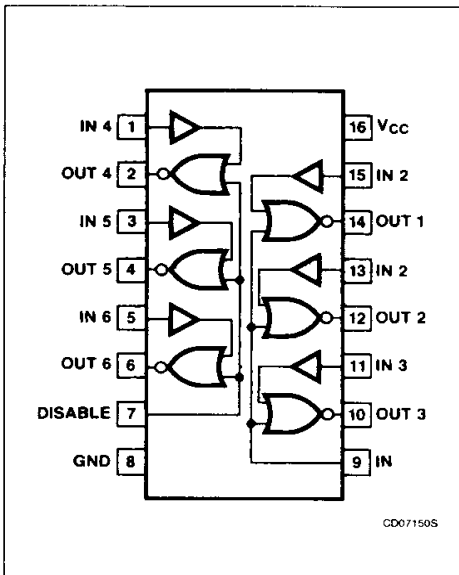 IN 4 1
OUT 4 2
IN 5 3
OUT 5 4
IN 6 5
OUT 6 6
DISABLE 7
GND 8
16 VCC
15 IN 2
14 OUT 1
13 IN 2
12 OUT 2
11 IN 3
10 OUT 3
9 IN
CD07150S